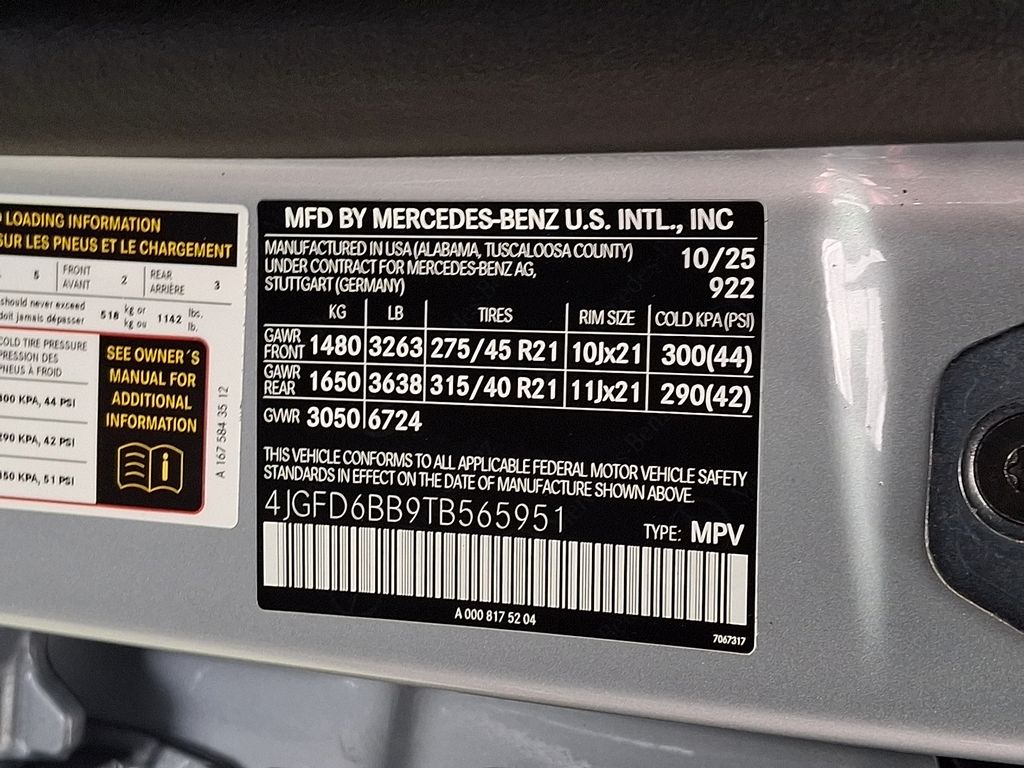 LOADING INFORMATION
SUR LES PNEUS ET LE CHARGEMENT
5
FRONT
AVANT
2
REAR
ARRIÈRE
3
should never exceed
doit jamais dépasser
518
kg or
kg ou
1142
lbs.
lb.
COLD TIRE PRESSURE
PRESSION DES
PNEUS À FROID
300 KPA, 44 PSI
290 KPA, 42 PSI
350 KPA, 51 PSI
SEE OWNER´S
MANUAL FOR
ADDITIONAL
INFORMATION
A 167 584 35 12
MFD BY MERCEDES-BENZ U.S. INTL., INC
MANUFACTURED IN USA (ALABAMA, TUSCALOOSA COUNTY)
UNDER CONTRACT FOR MERCEDES-BENZ AG,
STUTTGART (GERMANY)
10/25
922
KG LB TIRES RIM SIZE COLD KPA (PSI)
GAWR FRONT 1480 3263 275/45 R21 10Jx21 300(44)
GAWR REAR 1650 3638 315/40 R21 11Jx21 290(42)
GVWR 3050 6724
THIS VEHICLE CONFORMS TO ALL APPLICABLE FEDERAL MOTOR VEHICLE SAFETY
STANDARDS IN EFFECT ON THE DATE OF MANUFACTURE SHOWN ABOVE.
4JGFD6BB9TB565951
TYPE: MPV
A 000 817 52 04
7067317